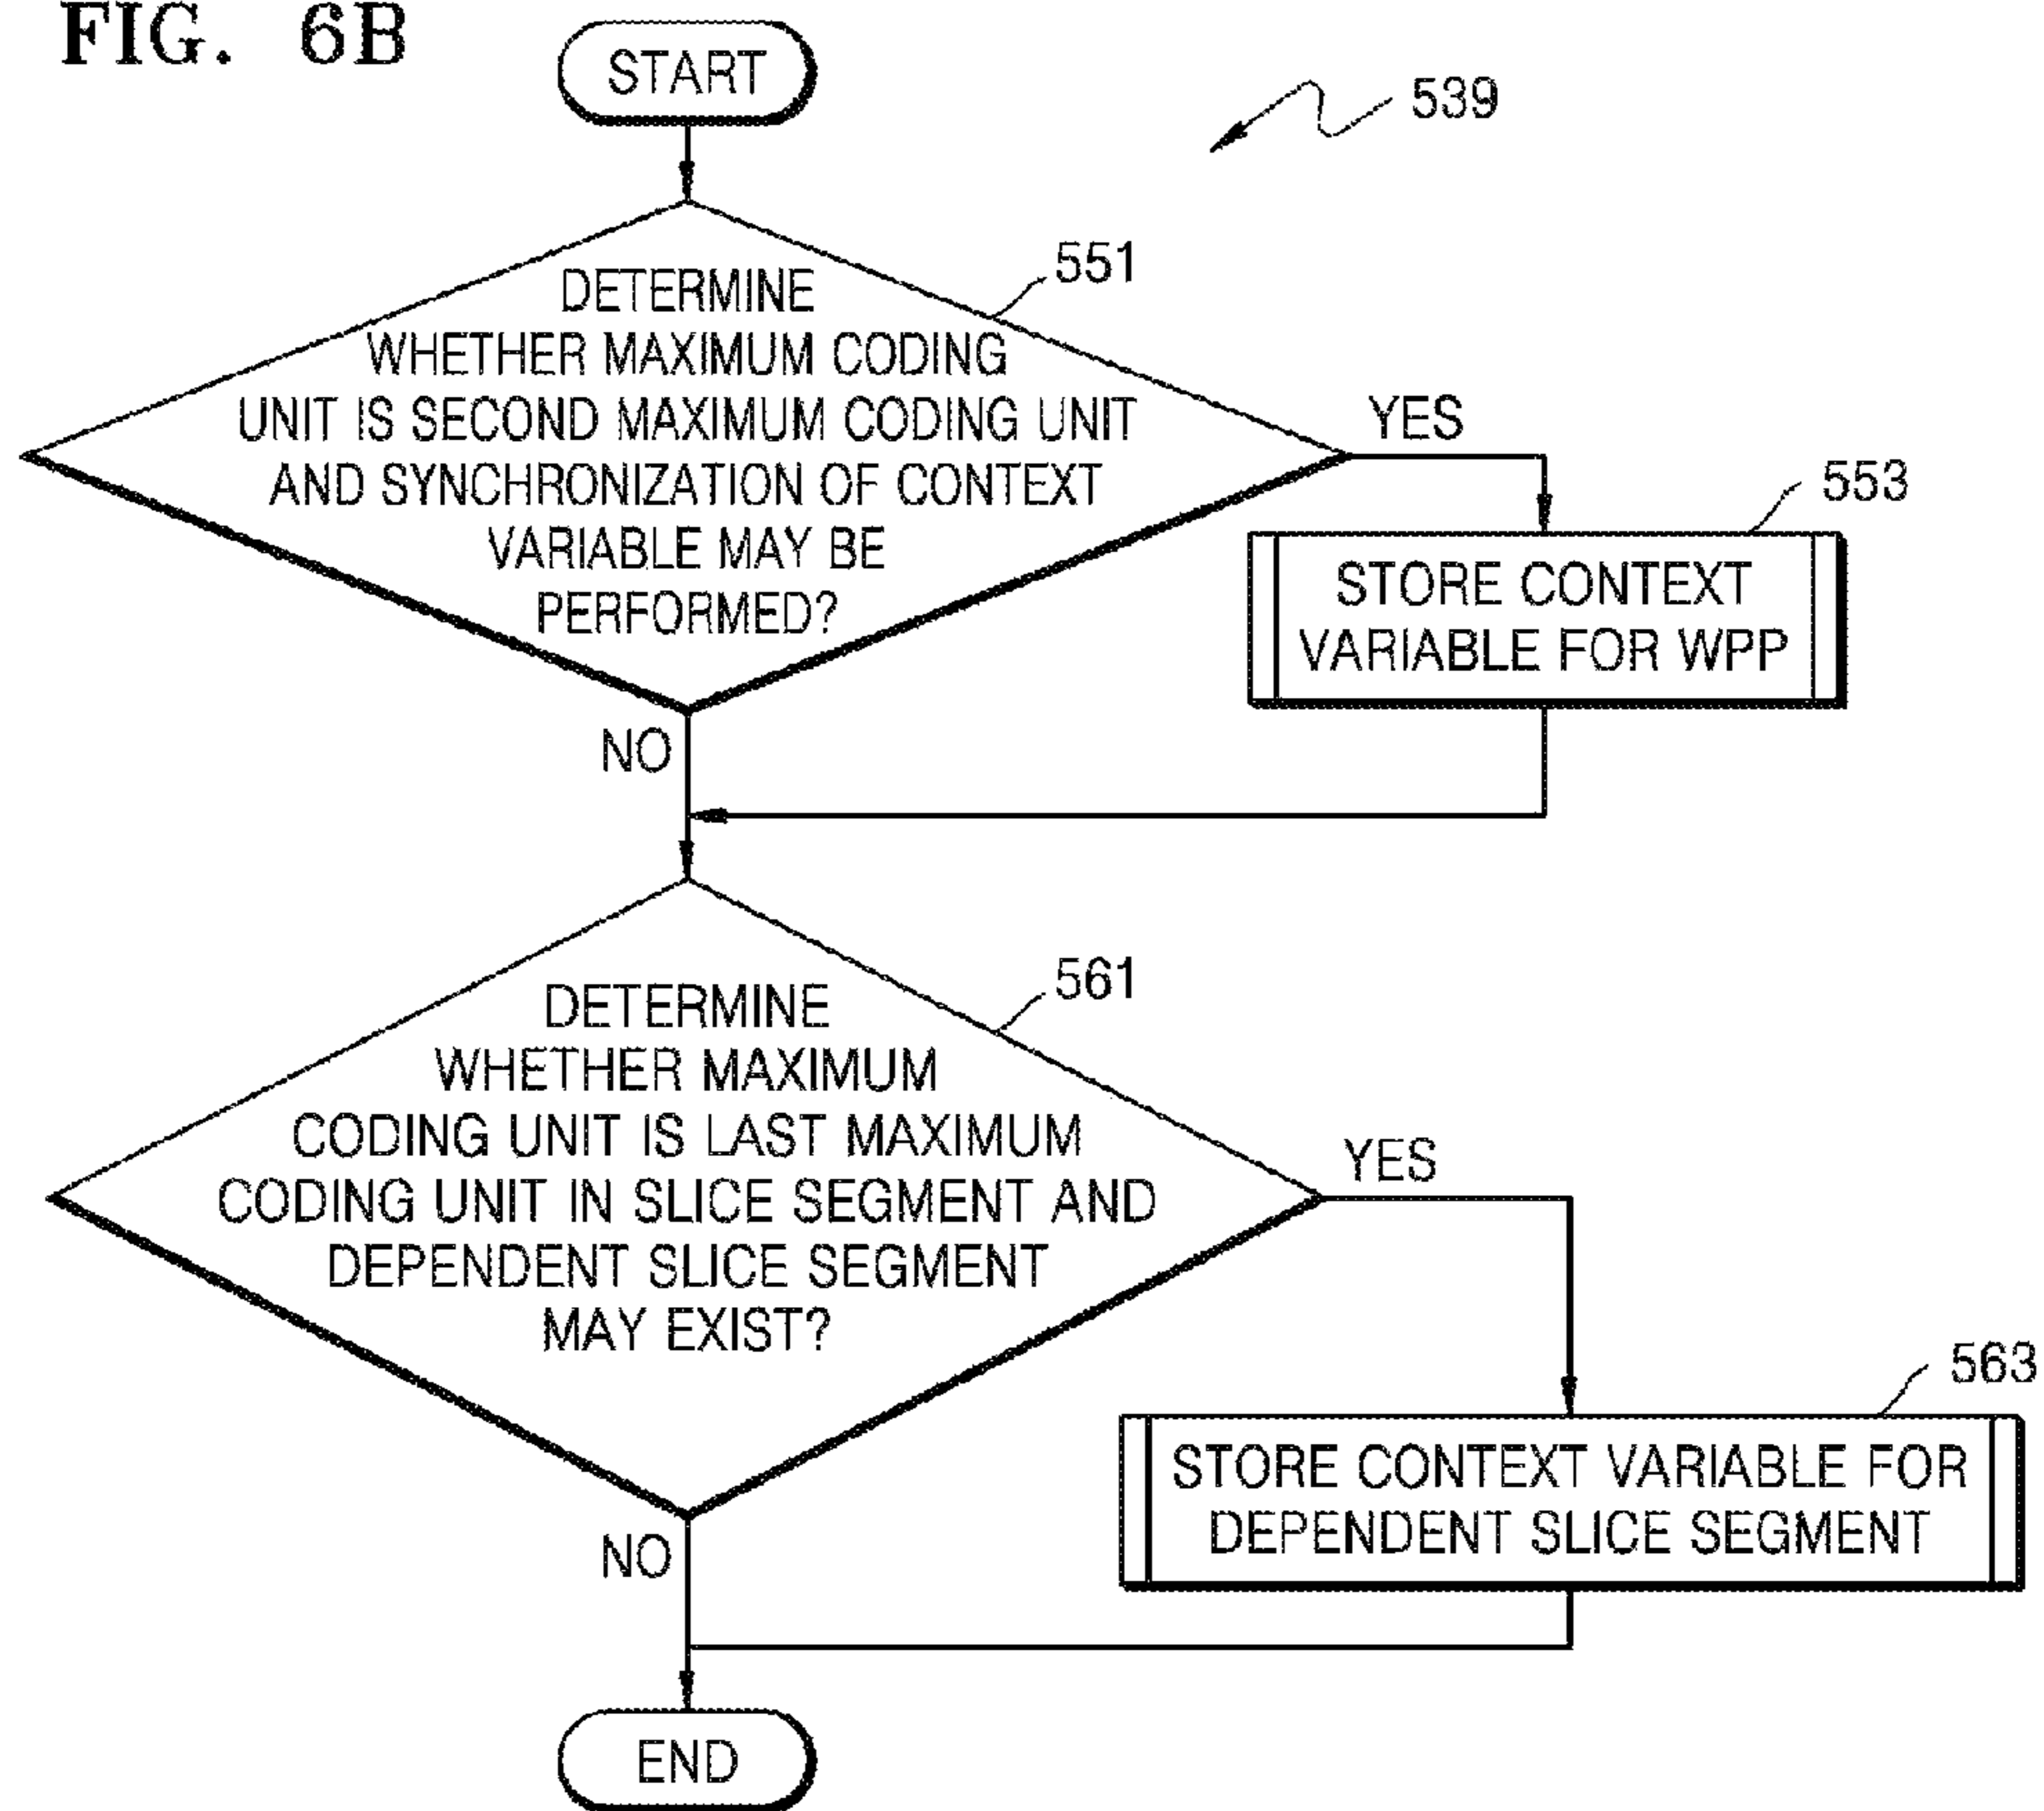 FIG. 6B
START
539
551
DETERMINE
WHETHER MAXIMUM CODING
UNIT IS SECOND MAXIMUM CODING UNIT
AND SYNCHRONIZATION OF CONTEXT
VARIABLE MAY BE
PERFORMED?
YES
553
STORE CONTEXT
VARIABLE FOR WPP
NO
561
DETERMINE
WHETHER MAXIMUM
CODING UNIT IS LAST MAXIMUM
CODING UNIT IN SLICE SEGMENT AND
DEPENDENT SLICE SEGMENT
MAY EXIST?
YES
563
STORE CONTEXT VARIABLE FOR
DEPENDENT SLICE SEGMENT
NO
END